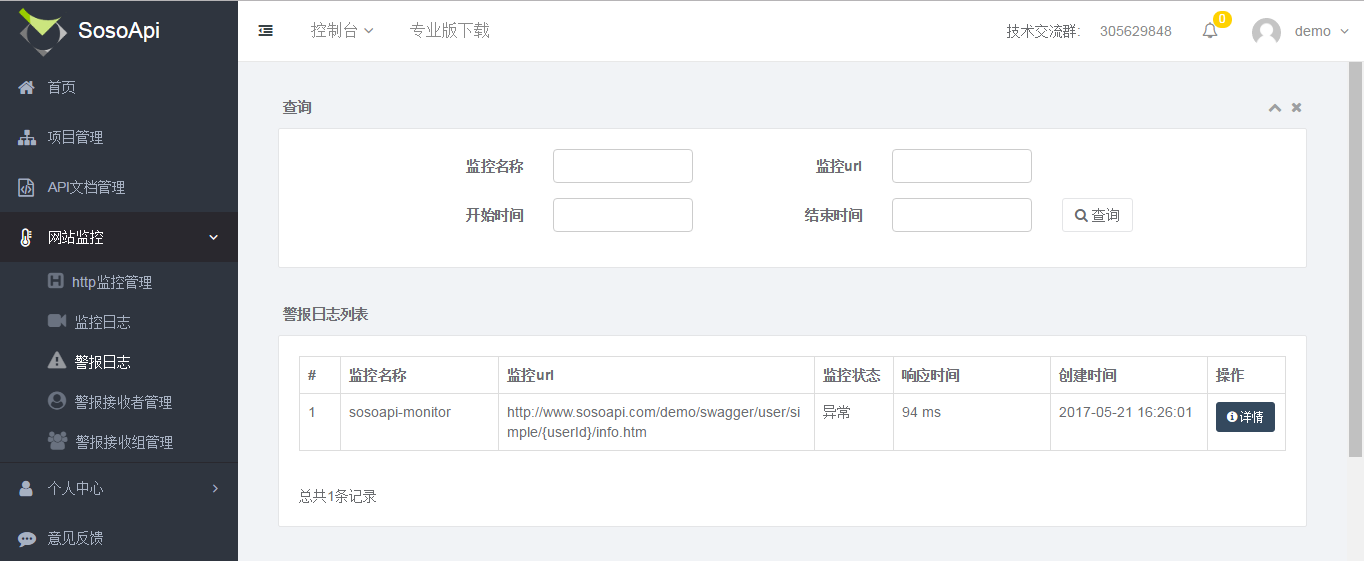 SosoApi
控制台
专业版下载
技术交流群:
305629848
0
demo
首页
项目管理
API文档管理
网站监控
http监控管理
监控日志
警报日志
警报接收者管理
警报接收组管理
个人中心
意见反馈
查询
监控名称
监控url
开始时间
结束时间
查询
警报日志列表
# 监控名称 监控url 监控状态 响应时间 创建时间 操作
1 sosoapi-monitor http://www.sosoapi.com/demo/swagger/user/si 异常 94 ms 2017-05-21 16:26:01 详情
mple/{userId}/info.htm
总共1条记录